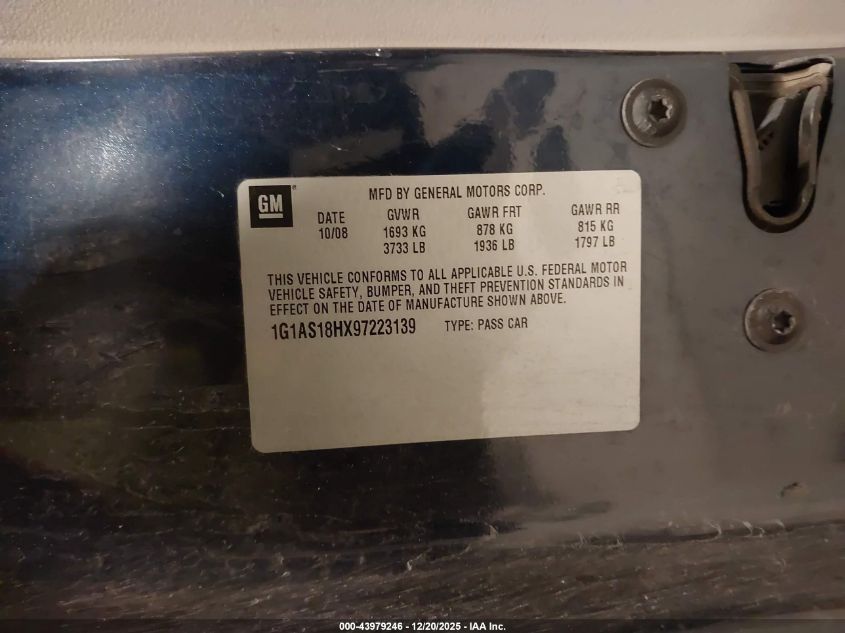 GM®
MFD BY GENERAL MOTORS CORP.
DATE GVWR GAWR FRT GAWR RR
10/08 1693 KG 878 KG 815 KG
3733 LB 1936 LB 1797 LB
THIS VEHICLE CONFORMS TO ALL APPLICABLE U.S. FEDERAL MOTOR
VEHICLE SAFETY, BUMPER, AND THEFT PREVENTION STANDARDS IN
EFFECT ON THE DATE OF MANUFACTURE SHOWN ABOVE.
1G1AS18HX97223139 TYPE: PASS CAR
000-43979246 - 12/20/2025 - IAA Inc.